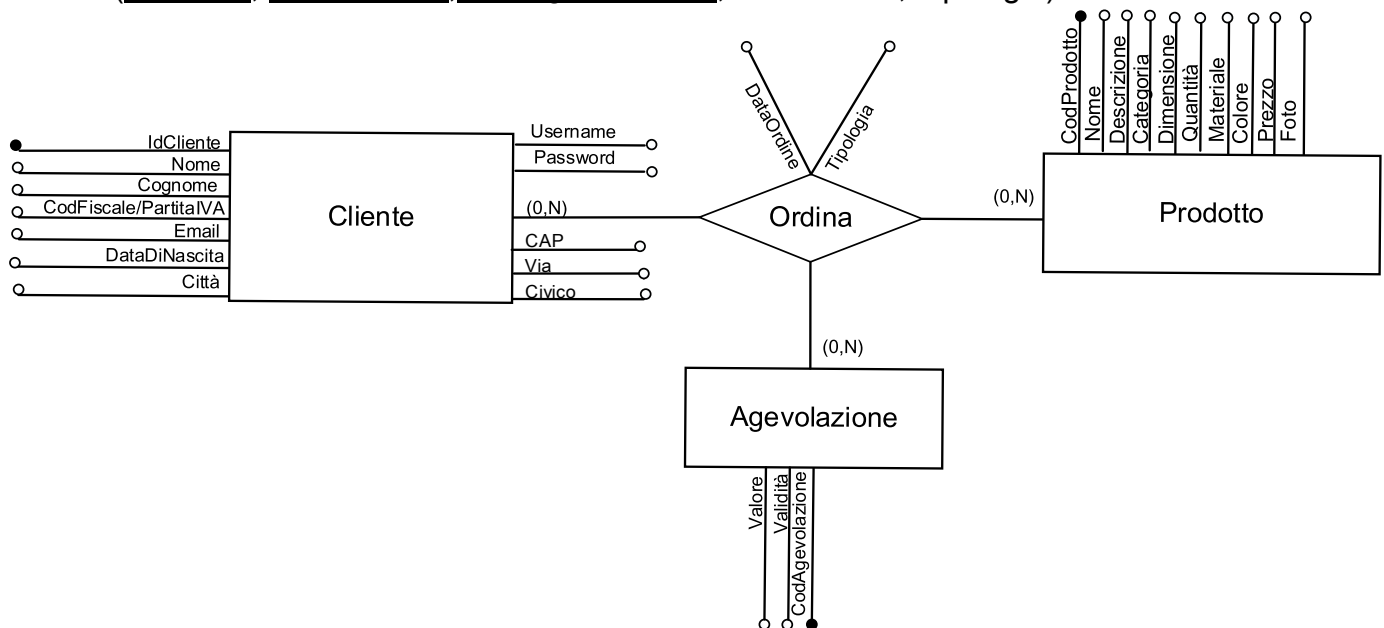 DataOrdine
Tipologia
CodProdotto
Nome
Descrizione
Categoria
Dimensione
Quantità
Materiale
Colore
Prezzo
Foto
IdCliente
Nome
Cognome
CodFiscale/PartitaIVA
Email
DataDiNascita
Città
Cliente
Username
Password
(0,N)
CAP
Via
Civico
Ordina
(0,N)
Prodotto
(0,N)
Agevolazione
Valore
Validità
CodAgevolazione